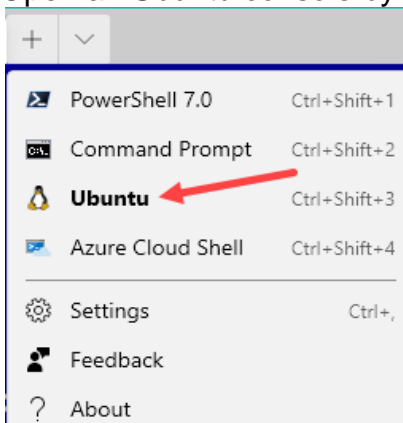 PowerShell 7.0 Ctrl+Shift+1
Command Prompt Ctrl+Shift+2
Ubuntu Ctrl+Shift+3
Azure Cloud Shell Ctrl+Shift+4
Settings Ctrl+,
Feedback
About